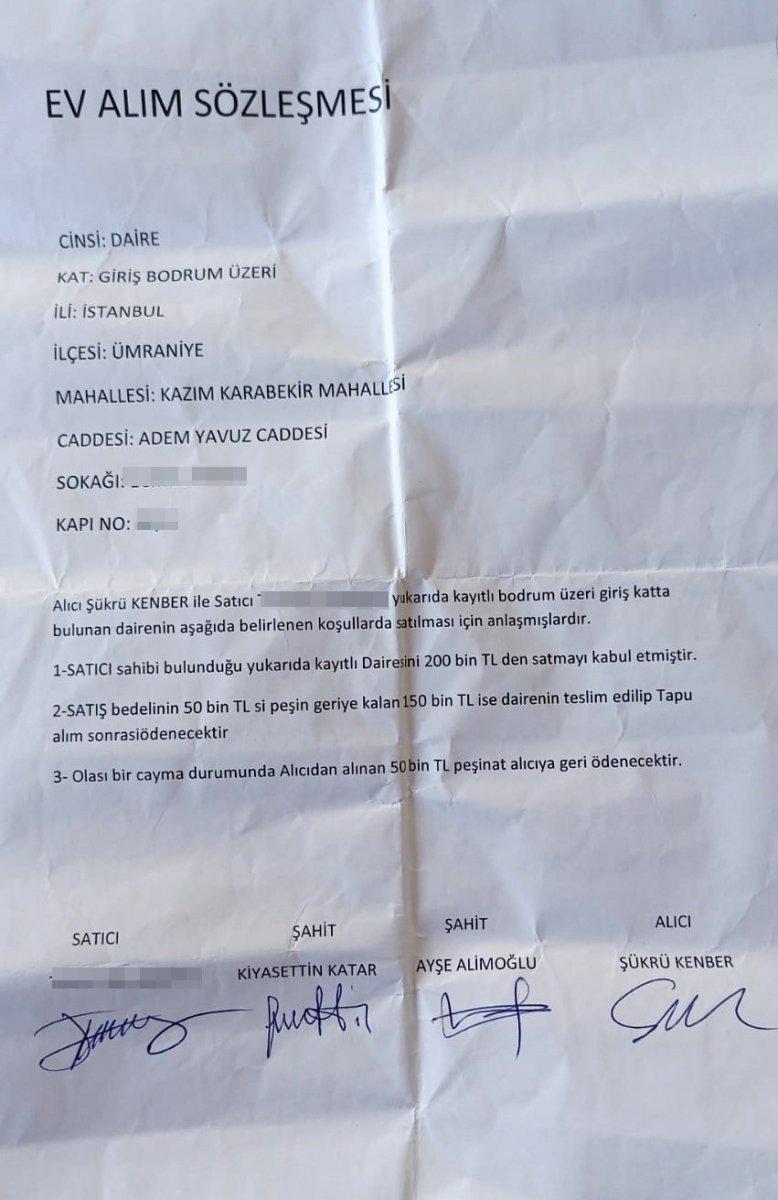 EV ALIM SÖZLEŞMESİ
CİNSİ: DAİRE
KAT: GİRİŞ BODRUM ÜZERİ
İLİ: İSTANBUL
İLÇESİ: ÜMRANİYE
MAHALLESİ: KAZIM KARABEKİR MAHALLESİ
CADDESİ: ADEM YAVUZ CADDESİ
SOKAĞI:
KAPI NO:
Alıcı Şükrü KENBER ile Satıcı yukarıda kayıtlı bodrum üzeri giriş katta
bulunan dairenin aşağıda belirlenen koşullarda satılması için anlaşmışlardır.
1-SATICI sahibi bulunduğu yukarıda kayıtlı Dairesini 200 bin TL den satmayı kabul etmiştir.
2-SATIŞ bedelinin 50 bin TL si peşin geriye kalan 150 bin TL ise dairenin teslim edilip Tapu
alım sonrasıödenecektir
3- Olası bir cayma durumunda Alıcıdan alınan 50 bin TL peşinat alıcıya geri ödenecektir.
SATICI ŞAHİT ŞAHİT ALICI
KİYASETTİN KATAR AYŞE ALİMOĞLU ŞÜKRÜ KENBER